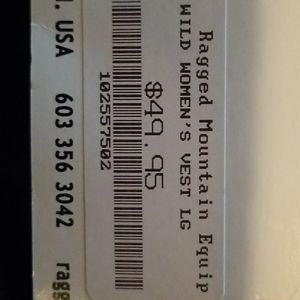 Ragged Mountain Equip
WILD WOMEN'S VEST LG
$49.95
102557502
. USA 603 356 3042 ragg